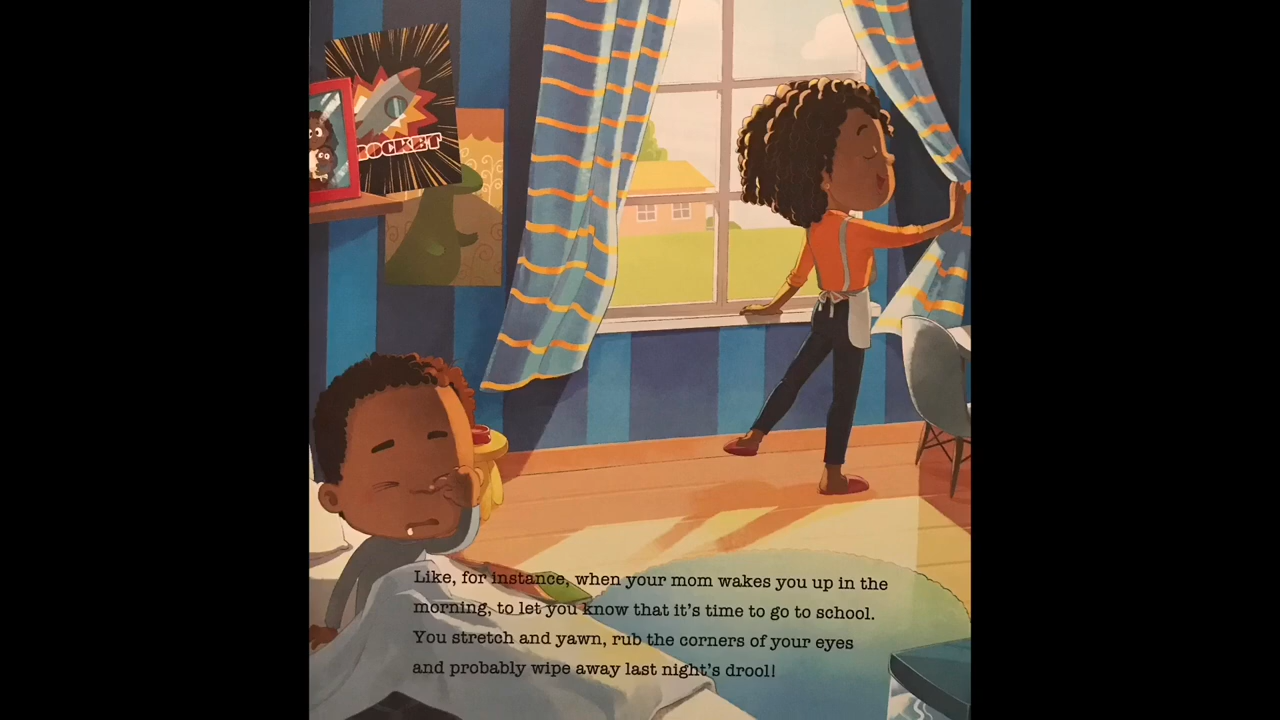 ROCKET
Like, for instance, when your mom wakes you up in the
morning, to let you know that it's time to go to school.
You stretch and yawn, rub the corners of your eyes
and probably wipe away last night's drool!